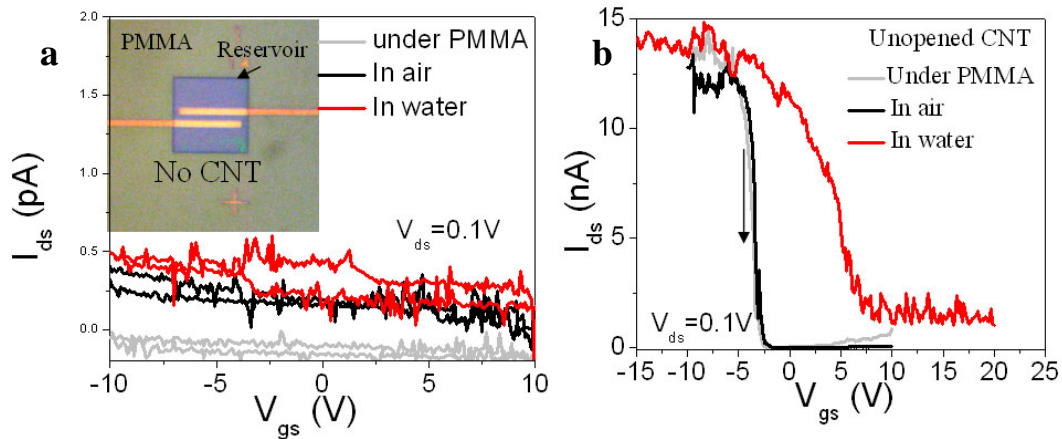 a
PMMA
Reservoir
No CNT
under PMMA
In air
In water
V_ds=0.1V
2.0
1.5
1.0
0.5
0.0
I_ds (pA)
-10
-5
0
5
10
V_gs (V)
b
Unopened CNT
Under PMMA
In air
In water
V_ds=0.1V
15
10
5
0
I_ds (nA)
-15
-10
-5
0
5
10
15
20
25
V_gs (V)